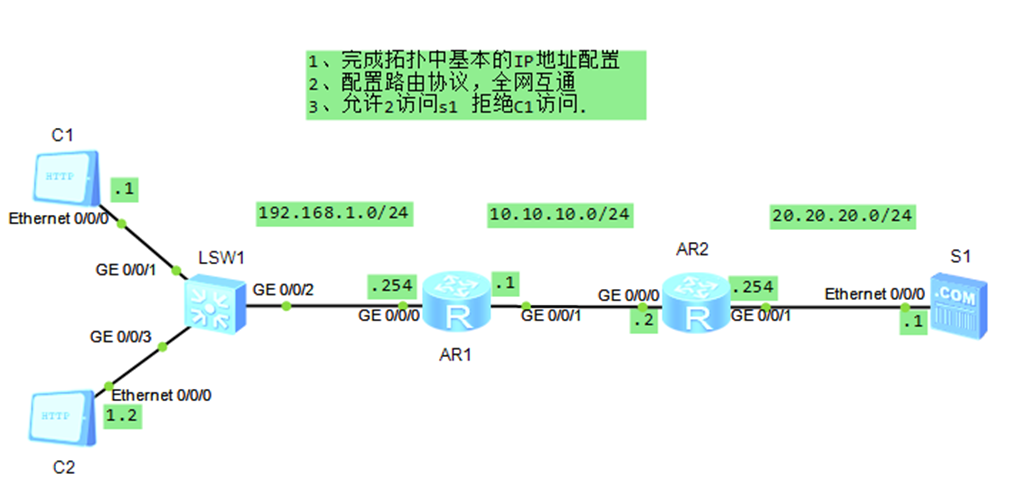 1、完成拓扑中基本的IP地址配置
2、配置路由协议，全网互通
3、允许2访问s1 拒绝C1访问.
C1
HTTP
.1
Ethernet 0/0/0
192.168.1.0/24
10.10.10.0/24
20.20.20.0/24
GE 0/0/1
LSW1
GE 0/0/2
.254
GE 0/0/0
R
AR1
.1
GE 0/0/1
AR2
GE 0/0/0
.2
R
.254
GE 0/0/1
S1
Ethernet 0/0/0
.COM
.1
GE 0/0/3
Ethernet 0/0/0
HTTP
1.2
C2